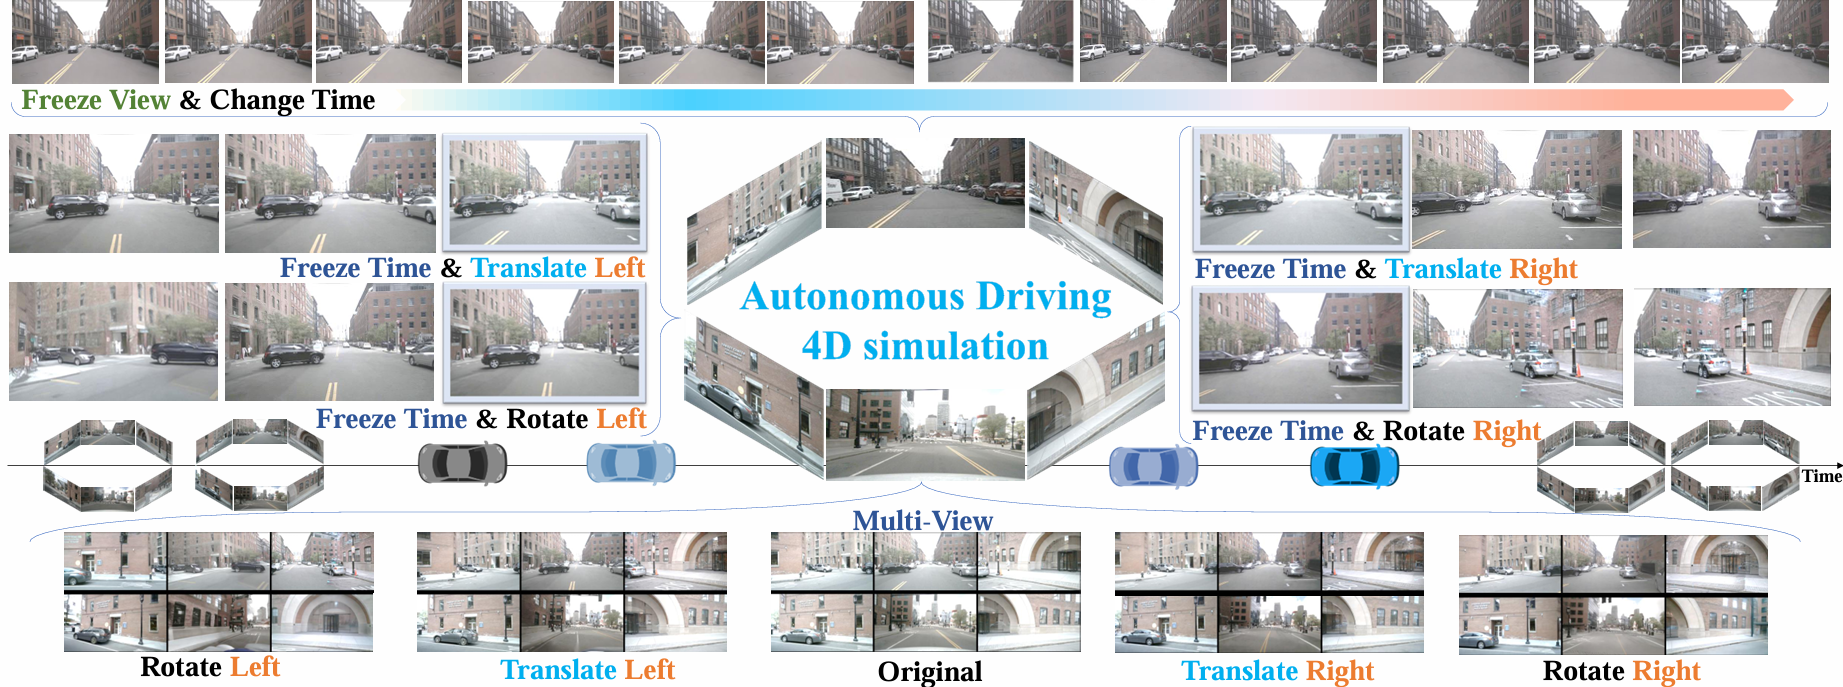 Freeze View & Change Time
Freeze Time & Translate Left
Freeze Time & Translate Right
Autonomous Driving
4D simulation
Freeze Time & Rotate Left
Freeze Time & Rotate Right
Time
Multi-View
Rotate Left
Translate Left
Original
Translate Right
Rotate Right